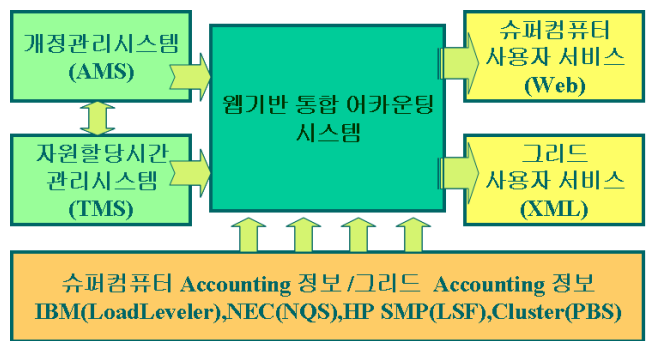 개정관리시스템
(AMS)
자원할당시간
관리시스템
(TMS)
웹기반 통합 어카운팅
시스템
슈퍼컴퓨터
사용자 서비스
(Web)
그리드
사용자 서비스
(XML)
슈퍼컴퓨터 Accounting 정보 /그리드 Accounting 정보
IBM(LoadLeveler),NEC(NQS),HP SMP(LSF),Cluster(PBS)